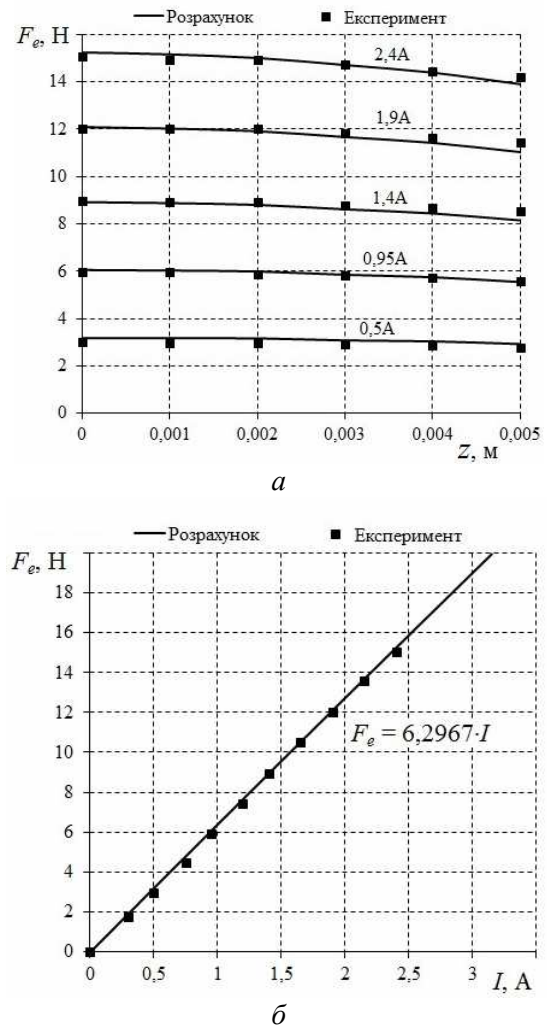 Розрахунок Експеримент
Fe, Н
14
12
10
8
6
4
2
0
2,4А
1,9А
1,4А
0,95А
0,5А
0 0,001 0,002 0,003 0,004 0,005
z, м
а
Розрахунок Експеримент
Fe, Н
18
16
14
12
10
8
6
4
2
0
Fe = 6,2967·I
0 0,5 1 1,5 2 2,5 3 I, А
б